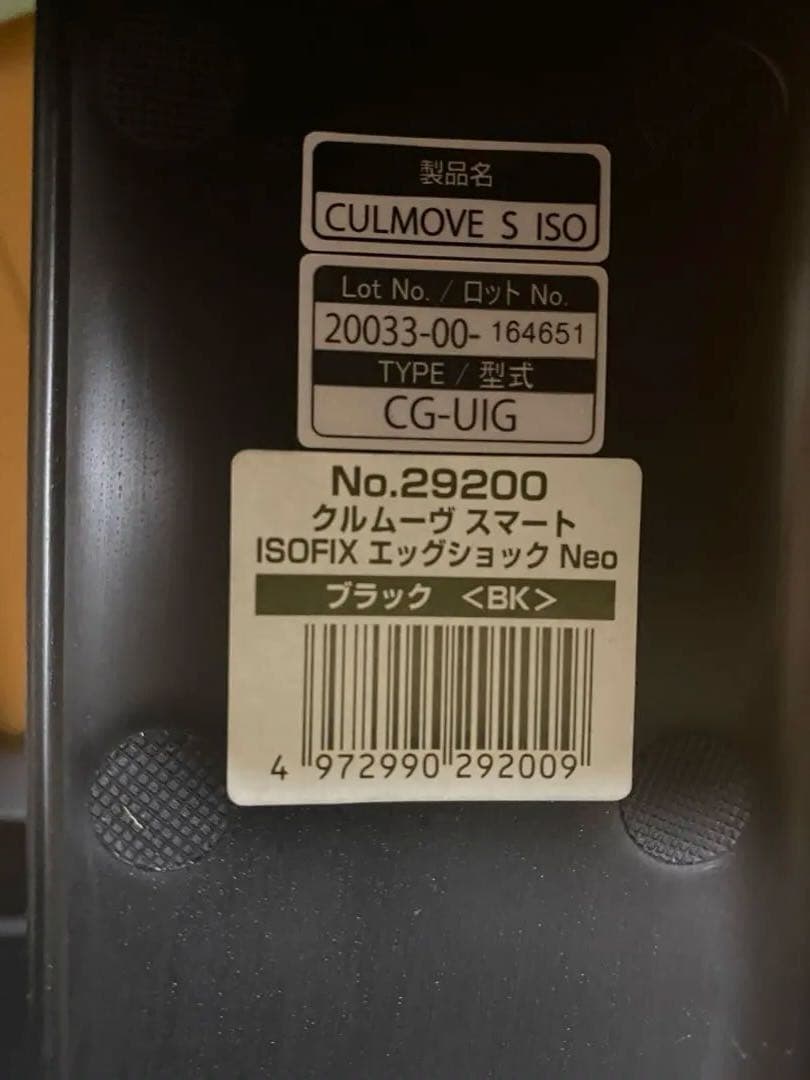 製品名
CULMOVE S ISO
Lot No. / ロット No.
20033-00-164651
TYPE / 型式
CG-UIG
No.29200
クルムーヴ スマート
ISOFIX エッグショック Neo
ブラック <BK>
4 972990 292009